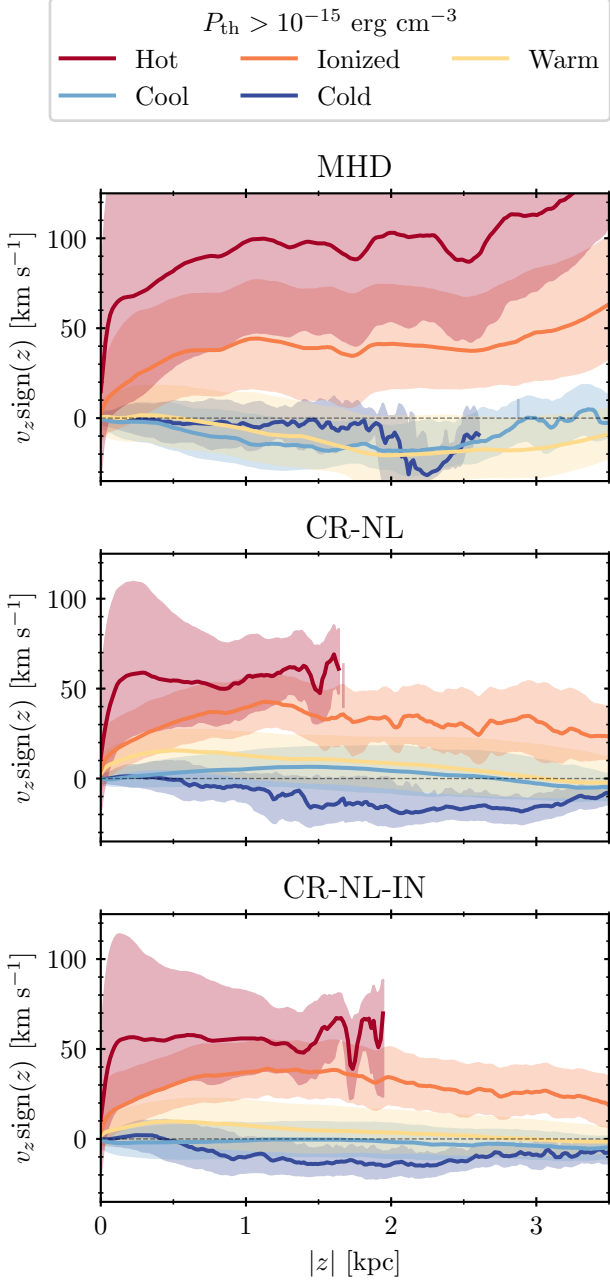 P_th > 10^−15 erg cm^−3
Hot Ionized Warm
Cool Cold
MHD
100
50
0
v_z sign(z) [km s^−1]
CR-NL
100
50
0
v_z sign(z) [km s^−1]
CR-NL-IN
100
50
0
v_z sign(z) [km s^−1]
0 1 2 3
|z| [kpc]